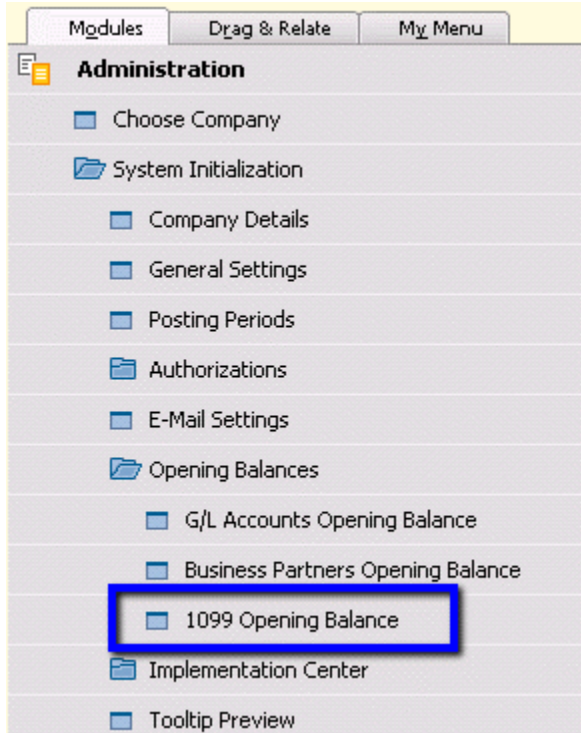 Modules Drag & Relate My Menu
Administration
Choose Company
System Initialization
Company Details
General Settings
Posting Periods
Authorizations
E-Mail Settings
Opening Balances
G/L Accounts Opening Balance
Business Partners Opening Balance
1099 Opening Balance
Implementation Center
Tooltip Preview